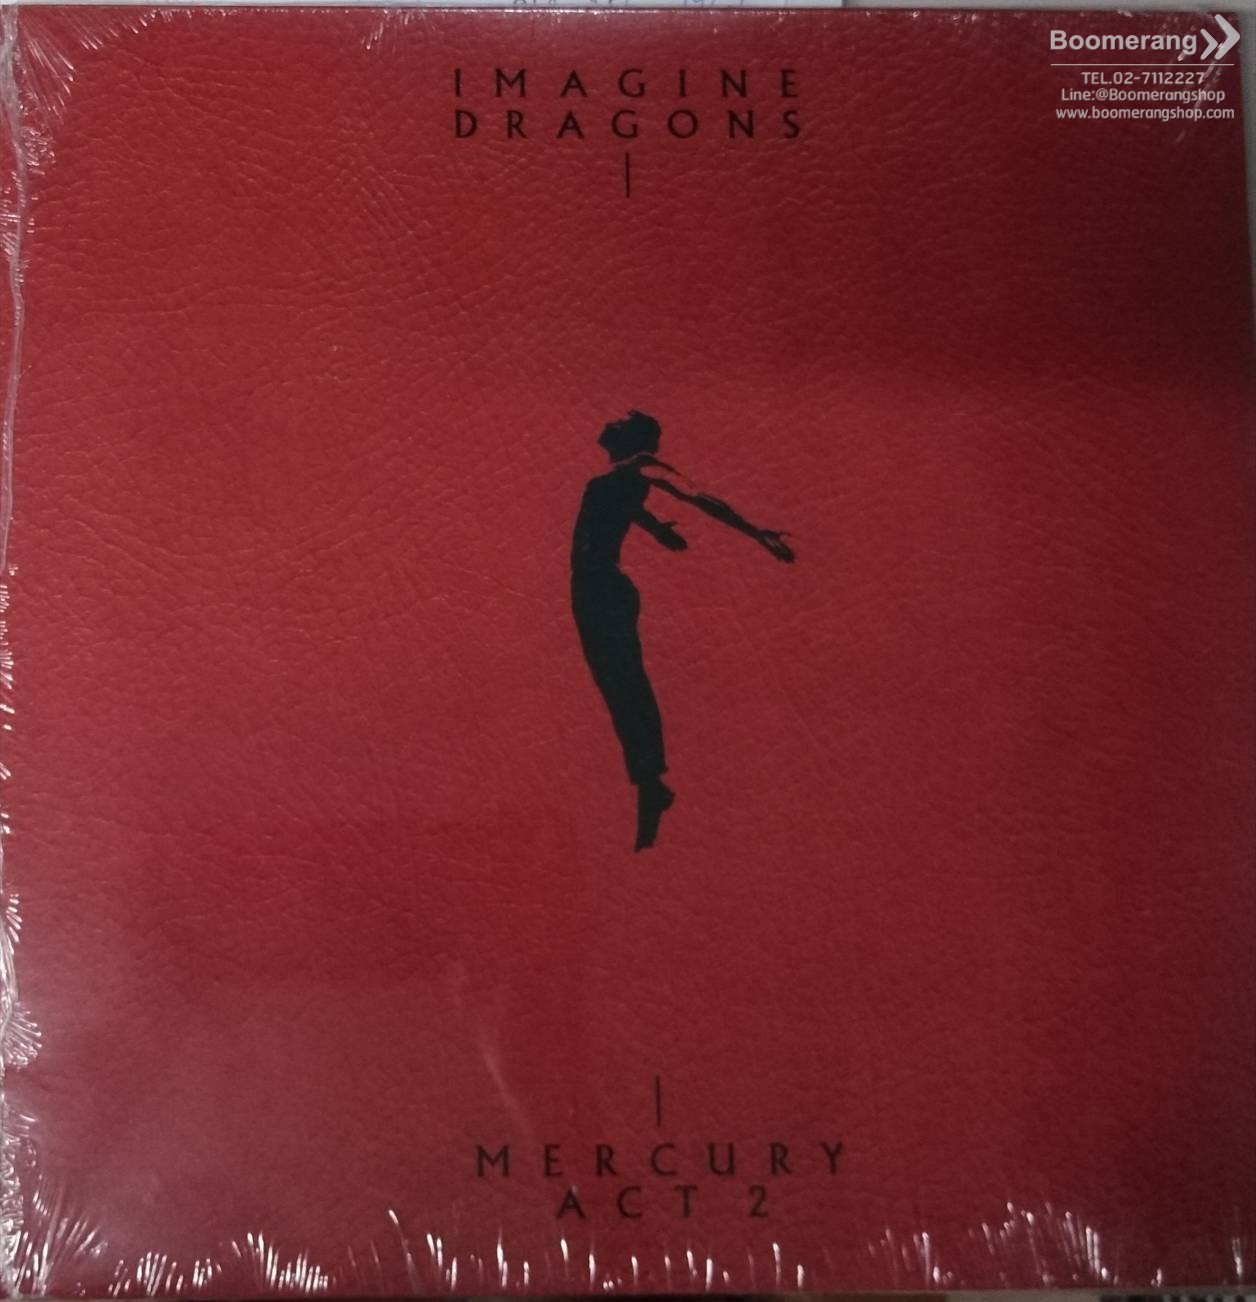 Boomerang
TEL.02-7112227
Line:@Boomerangshop
www.boomerangshop.com
IMAGINE
DRAGONS
MERCURY
ACT 2